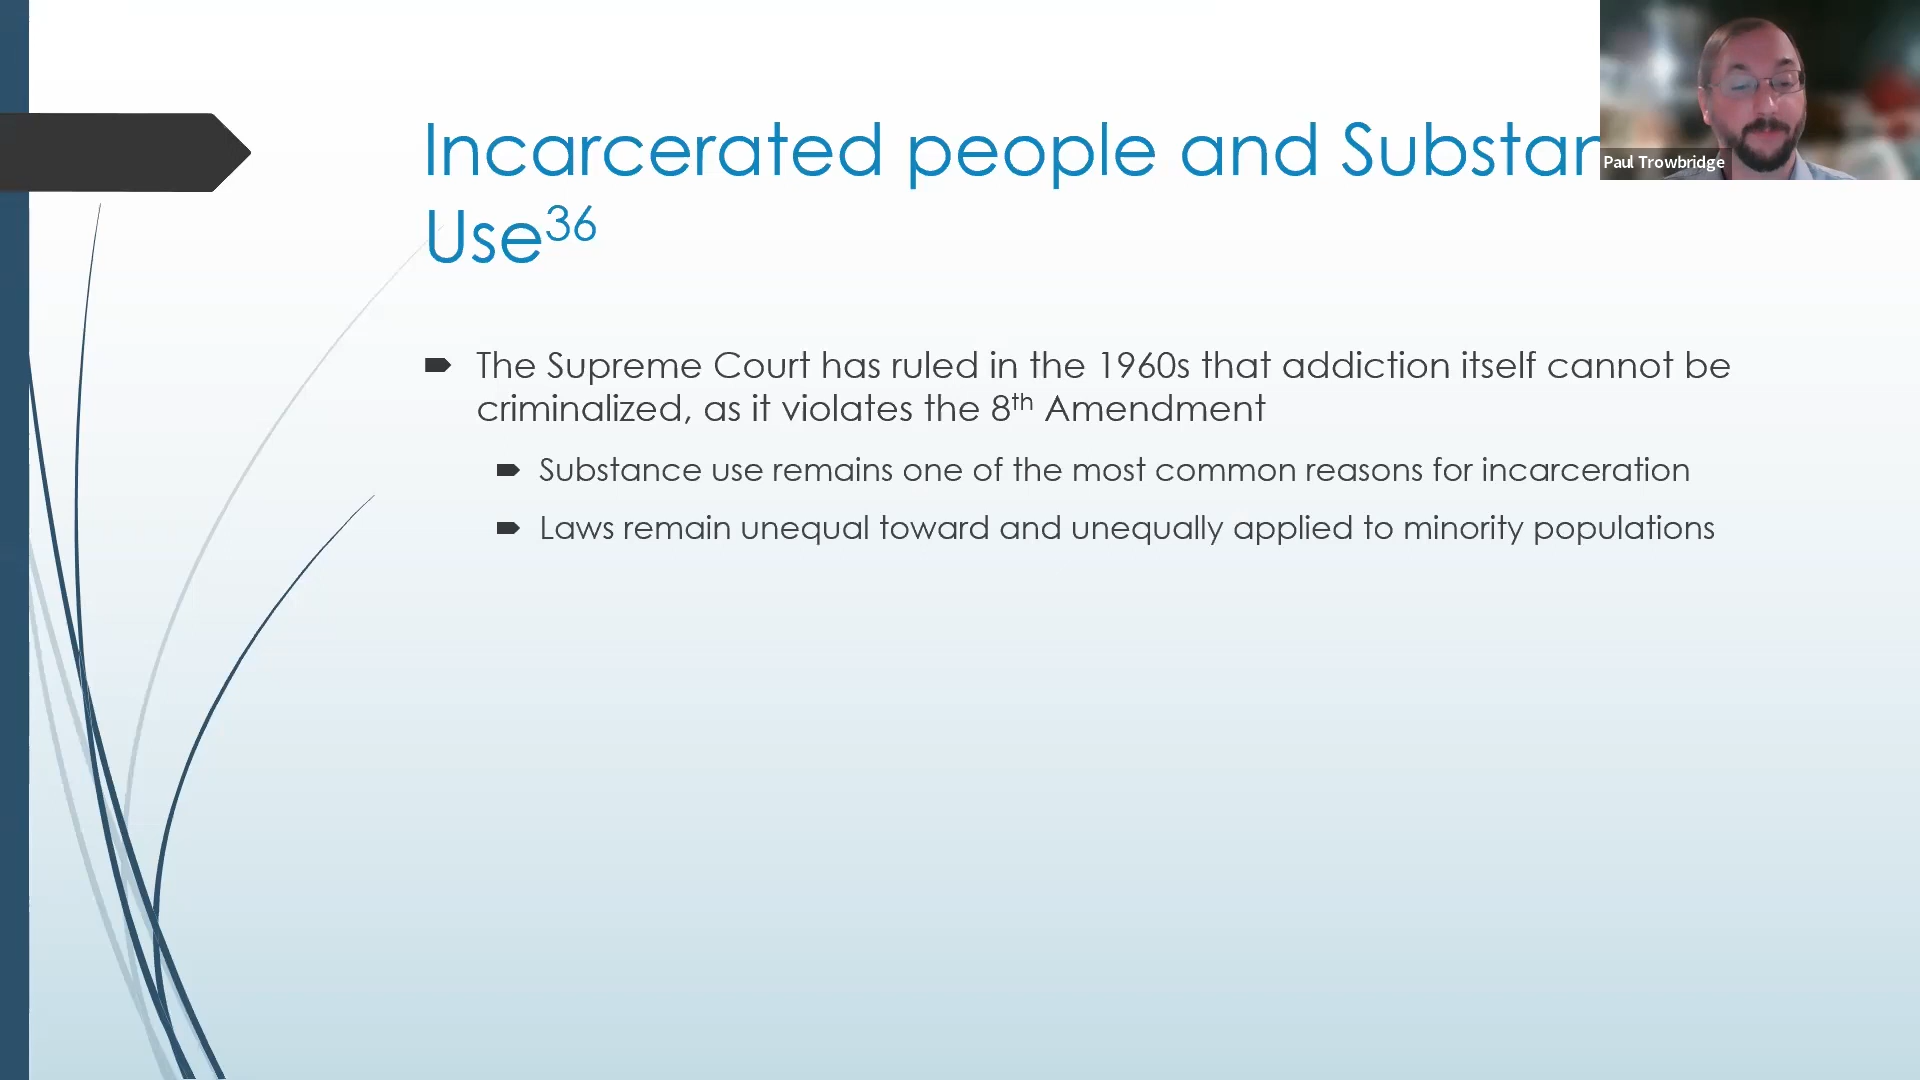 Incarcerated people and Substan
Paul Trowbridge
Use³⁶
The Supreme Court has ruled in the 1960s that addiction itself cannot be
criminalized, as it violates the 8th Amendment
Substance use remains one of the most common reasons for incarceration
Laws remain unequal toward and unequally applied to minority populations